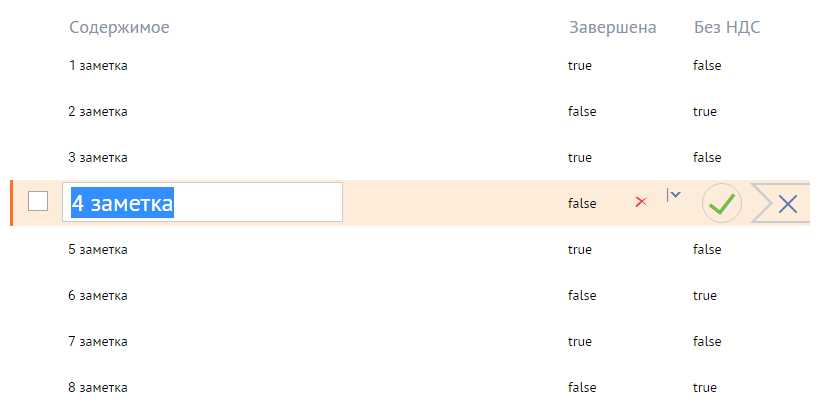 Содержимое Завершена Без НДС
1 заметка true false
2 заметка false true
3 заметка true false
4 заметка false
5 заметка true false
6 заметка false true
7 заметка true false
8 заметка false true